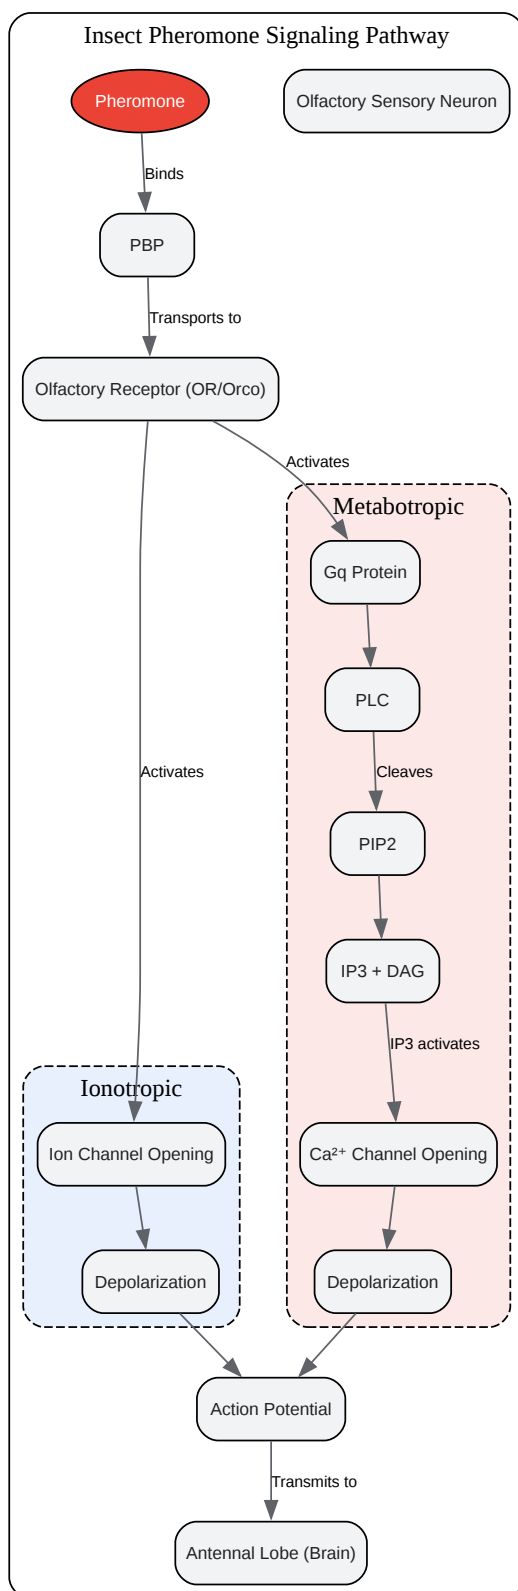 Insect Pheromone Signaling Pathway
Pheromone
Olfactory Sensory Neuron
Binds
PBP
Transports to
Olfactory Receptor (OR/Orco)
Activates
Metabotropic
Gq Protein
PLC
Activates
Cleaves
PIP2
IP3 + DAG
IP3 activates
Ionotropic
Ion Channel Opening
Ca²⁺ Channel Opening
Depolarization
Depolarization
Action Potential
Transmits to
Antennal Lobe (Brain)